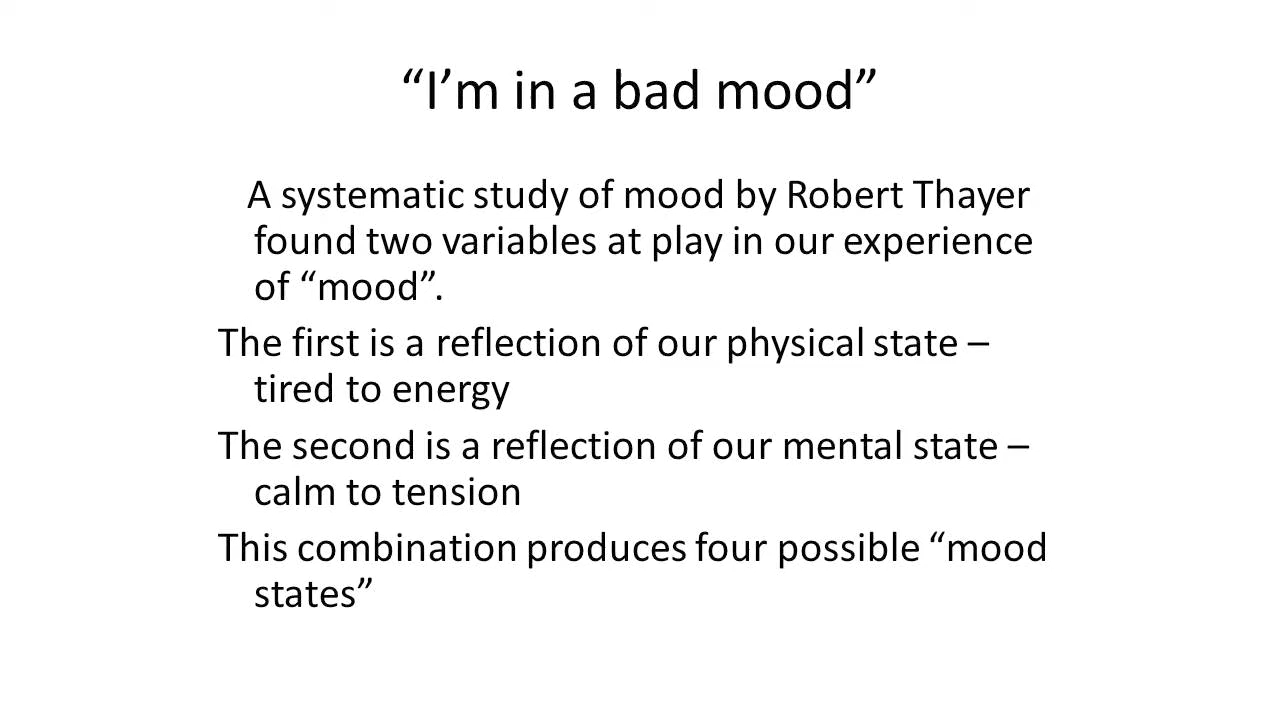 “I’m in a bad mood”
A systematic study of mood by Robert Thayer
found two variables at play in our experience
of “mood”.
The first is a reflection of our physical state –
tired to energy
The second is a reflection of our mental state –
calm to tension
This combination produces four possible “mood
states”